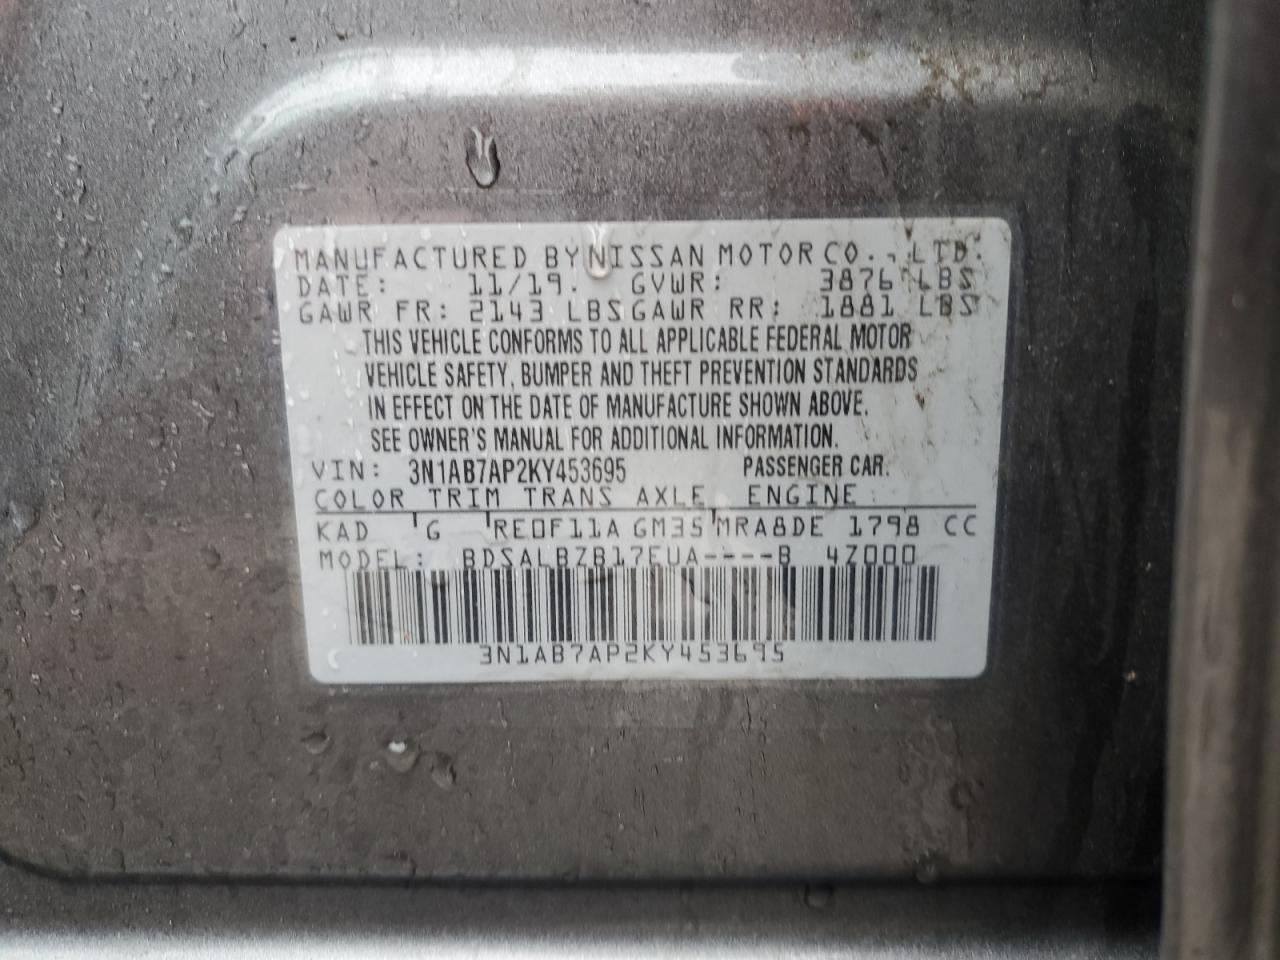 MANUFACTURED BY NISSAN MOTOR CO., LTD.
DATE: 11/19. GVWR: 3876 LBS
GAWR FR: 2143 LBS GAWR RR: 1881 LBS
THIS VEHICLE CONFORMS TO ALL APPLICABLE FEDERAL MOTOR
VEHICLE SAFETY, BUMPER AND THEFT PREVENTION STANDARDS
IN EFFECT ON THE DATE OF MANUFACTURE SHOWN ABOVE.
SEE OWNER'S MANUAL FOR ADDITIONAL INFORMATION.
VIN: 3N1AB7AP2KY453695 PASSENGER CAR.
COLOR TRIM TRANS AXLE ENGINE
KAD G RE0F11A GM35 MRA8DE 1798 CC
MODEL: BDSALBZB17EUA----B 4Z000
3N1AB7AP2KY453695